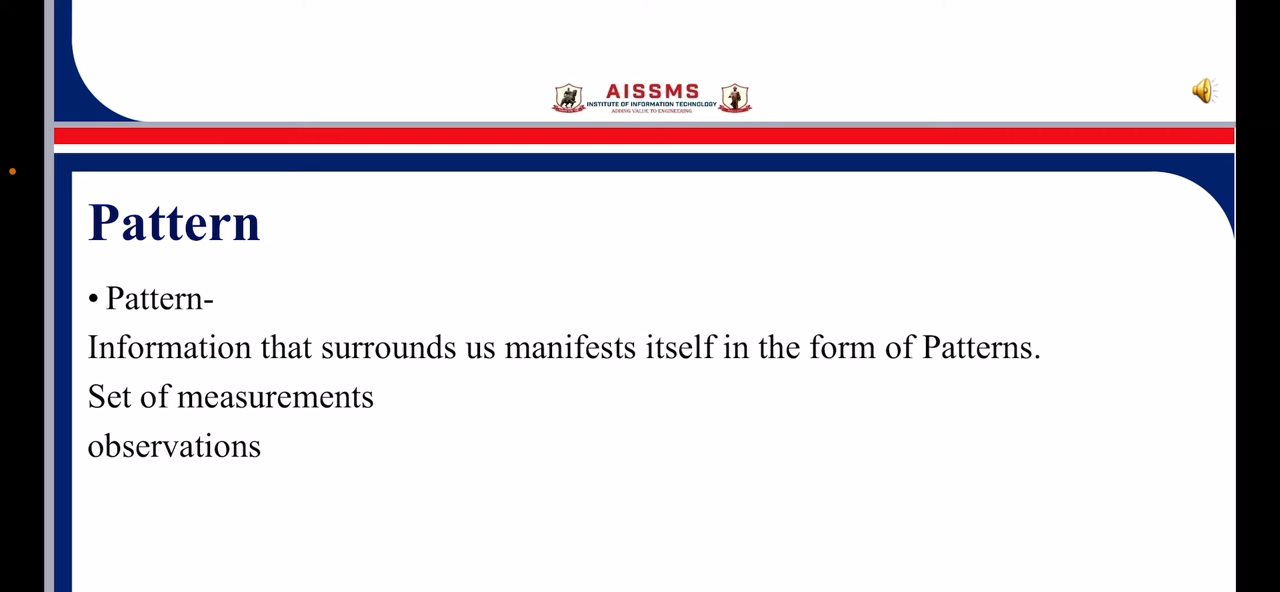 AISSMS
INSTITUTE OF INFORMATION TECHNOLOGY
ADDING VALUE TO ENGINEERING
Pattern
• Pattern-
Information that surrounds us manifests itself in the form of Patterns.
Set of measurements
observations